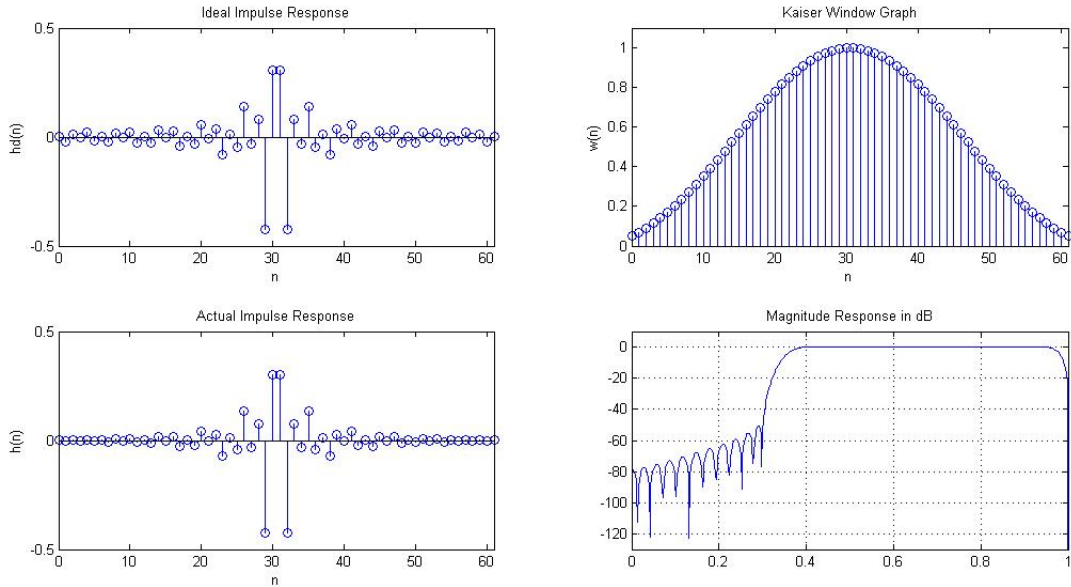 Ideal Impulse Response
0.5
0
-0.5
hd(n)
0 10 20 30 40 50 60
n
Kaiser Window Graph
1
0.8
0.6
0.4
0.2
0
w(n)
0 10 20 30 40 50 60
n
Actual Impulse Response
0.5
0
-0.5
h(n)
0 10 20 30 40 50 60
n
Magnitude Response in dB
0
-20
-40
-60
-80
-100
-120
0 0.2 0.4 0.6 0.8 1